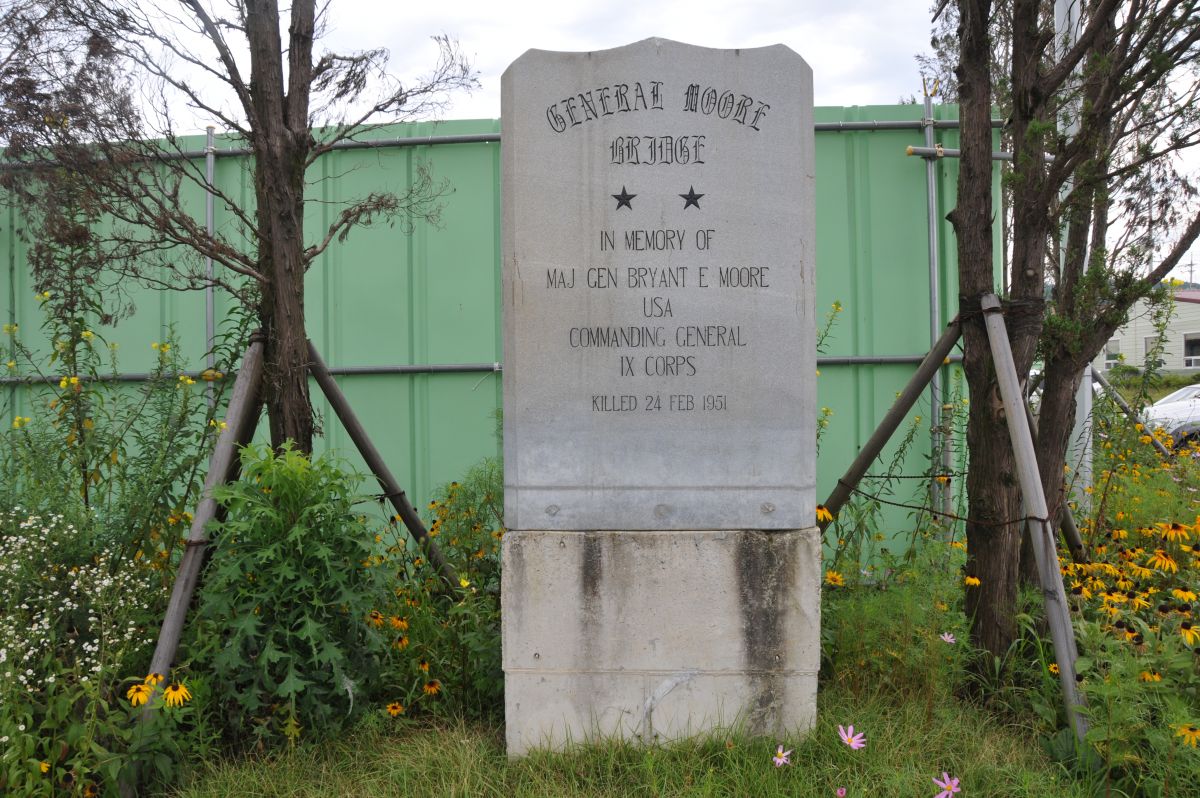 GENERAL MOORE
BRIDGE
IN MEMORY OF
MAJ GEN BRYANT E MOORE
USA
COMMANDING GENERAL
IX CORPS
KILLED 24 FEB 1951